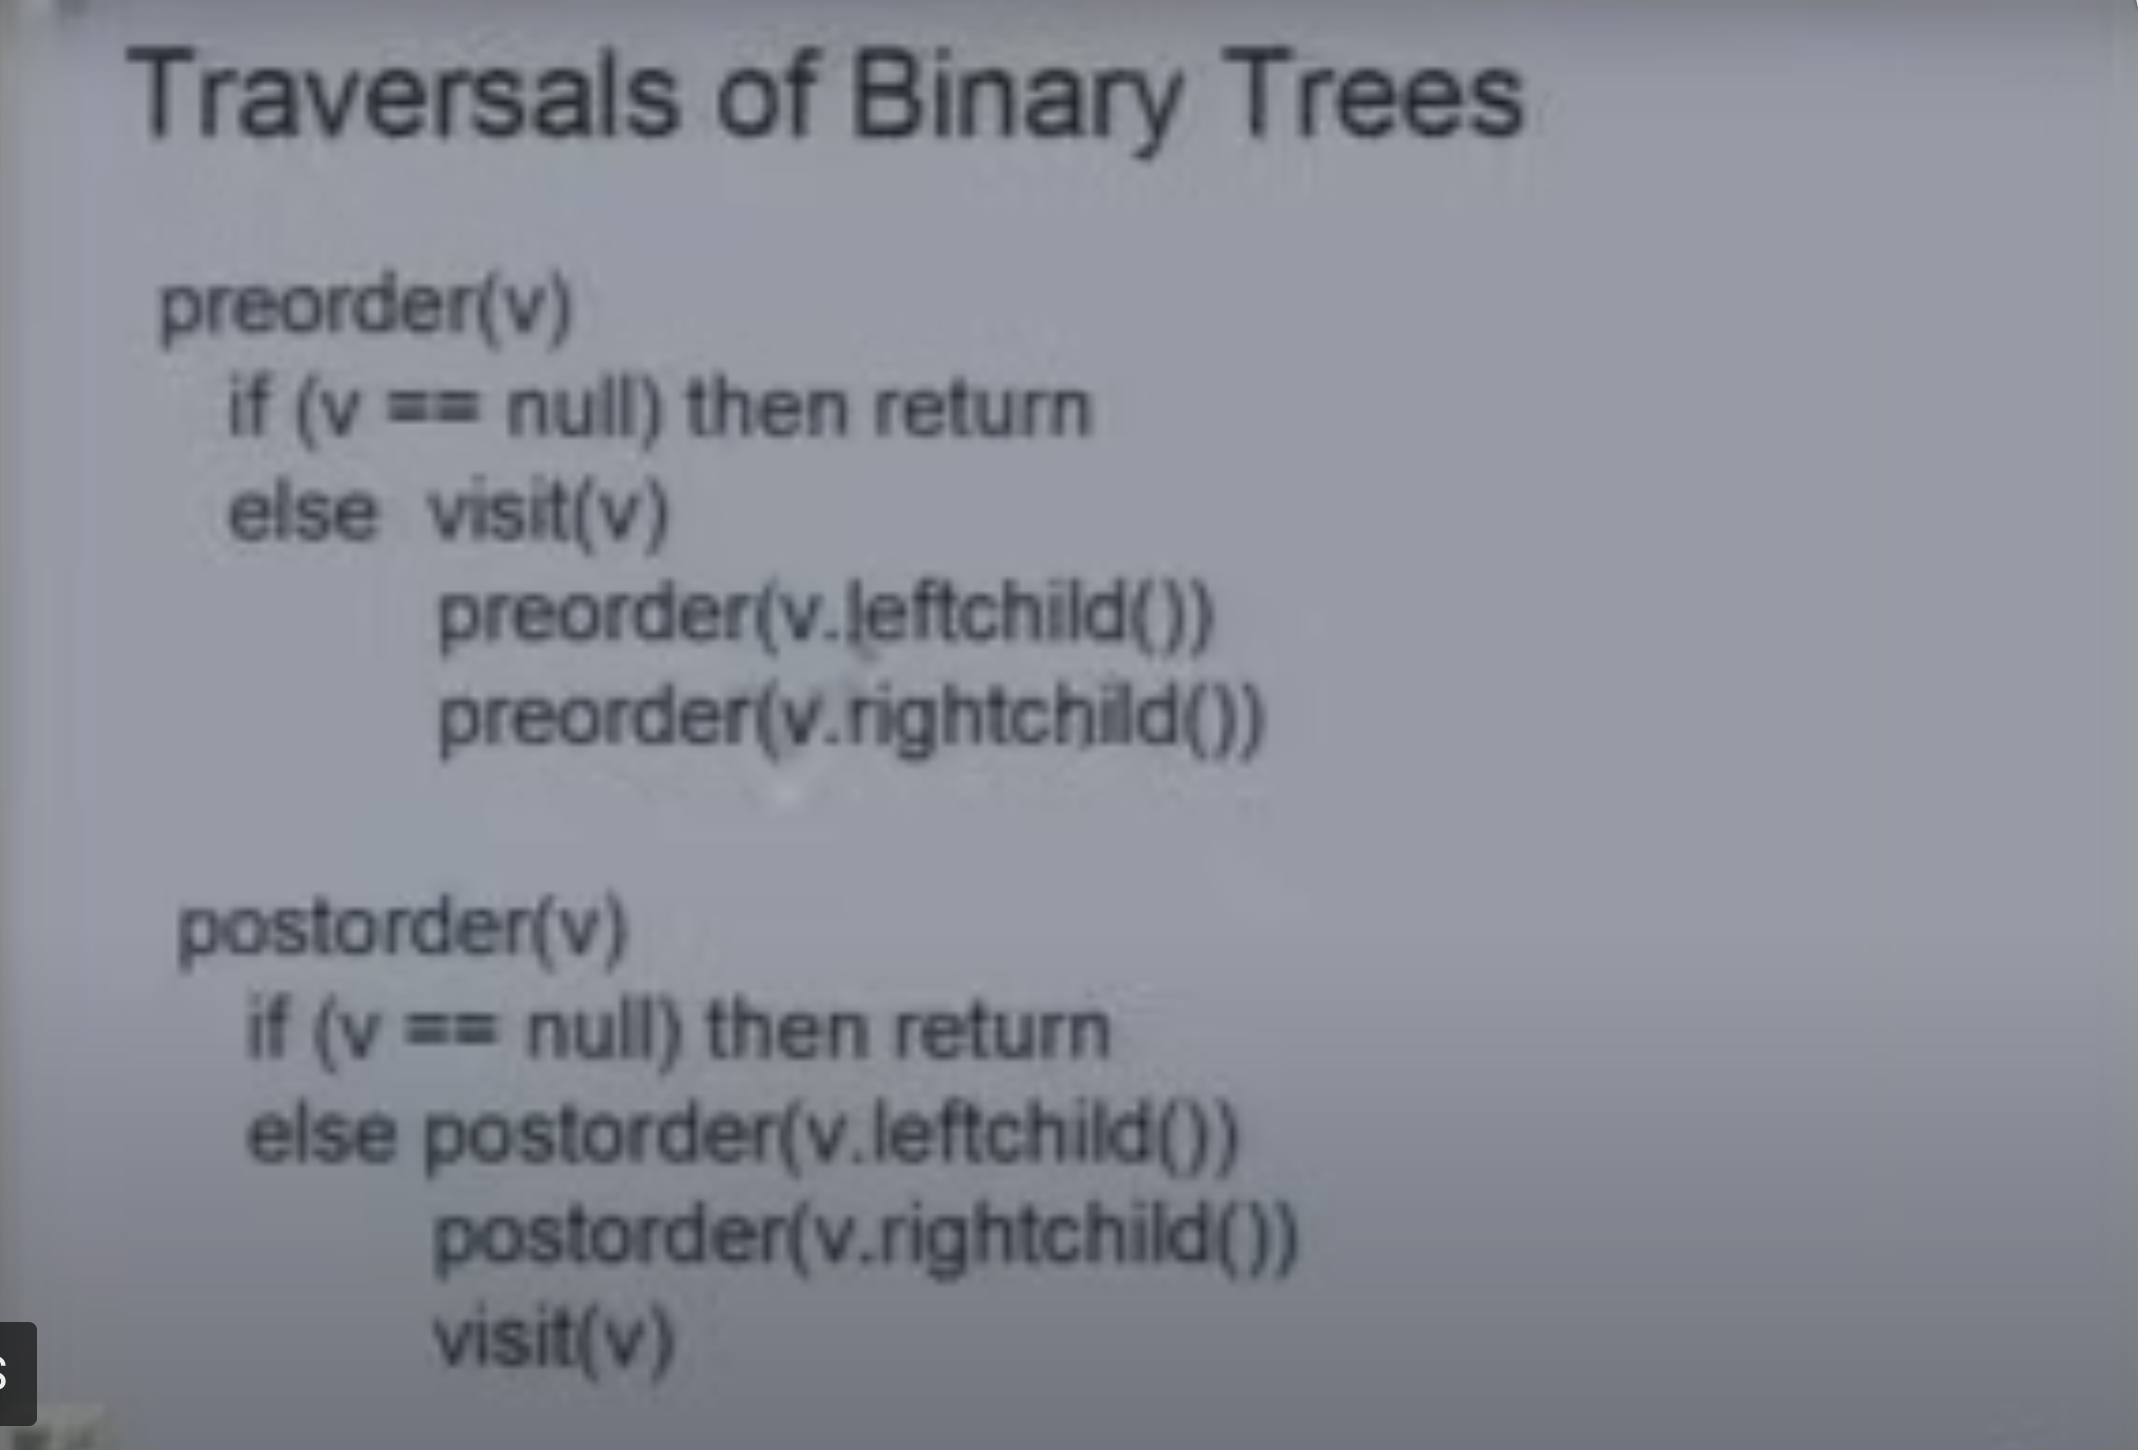 Traversals of Binary Trees
preorder(v)
if (v == null) then return
else visit(v)
preorder(v.leftchild())
preorder(v.rightchild())
postorder(v)
if (v == null) then return
else postorder(v.leftchild())
postorder(v.rightchild())
visit(v)
s